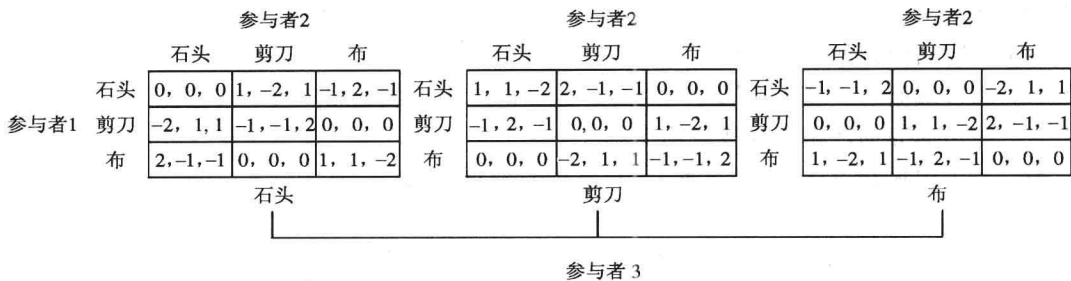 参与者2 参与者2 参与者2
石头 剪刀 布 石头 剪刀 布 石头 剪刀 布
石头 0, 0, 0 1, -2, 1 -1, 2, -1 石头 1, 1, -2 2, -1, -1 0, 0, 0 石头 -1, -1, 2 0, 0, 0 -2, 1, 1
参与者1 剪刀 -2, 1, 1 -1, -1, 2 0, 0, 0 剪刀 -1, 2, -1 0, 0, 0 1, -2, 1 剪刀 0, 0, 0 1, 1, -2 2, -1, -1
布 2, -1, -1 0, 0, 0 1, 1, -2 布 0, 0, 0 -2, 1, 1 -1, -1, 2 布 1, -2, 1 -1, 2, -1 0, 0, 0
石头 剪刀 布
参与者 3